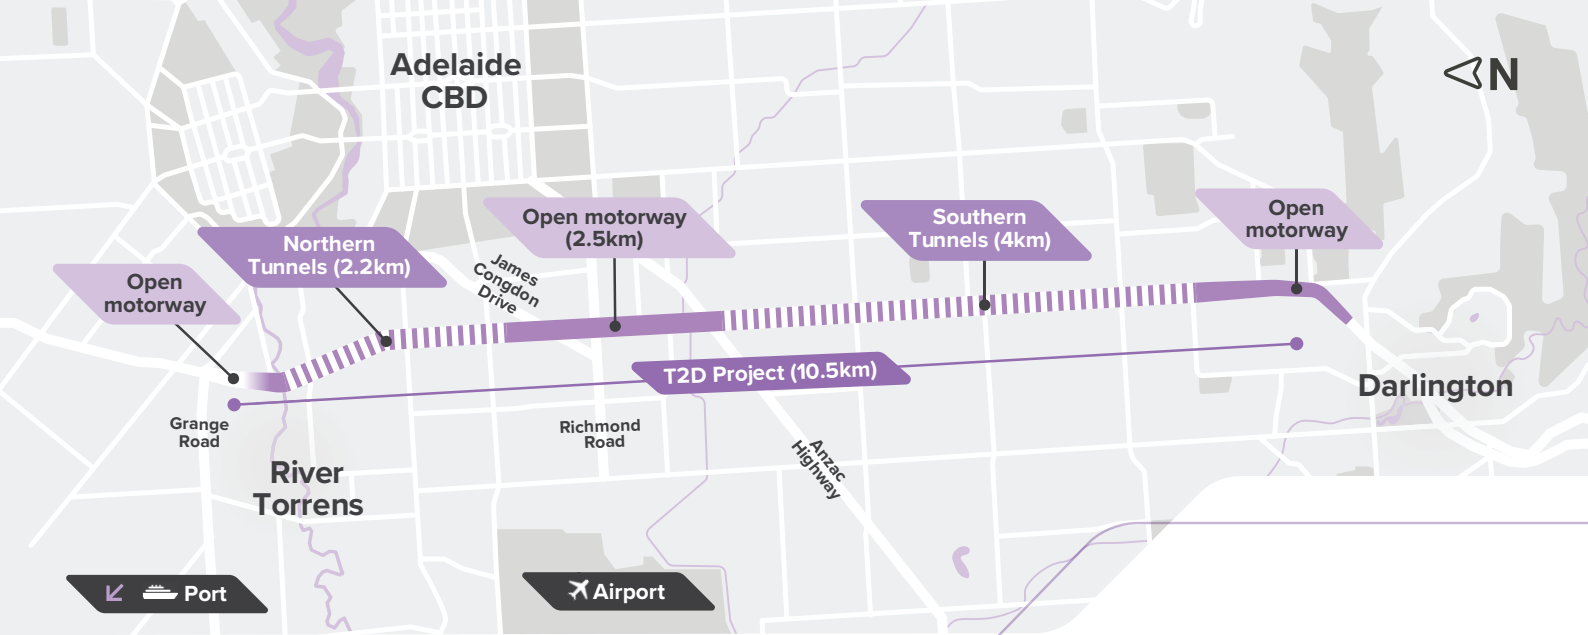 Adelaide
CBD
N
Open
motorway
Northern
Tunnels (2.2km)
James
Congdon
Drive
Open motorway
(2.5km)
Southern
Tunnels (4km)
Open
motorway
T2D Project (10.5km)
Darlington
Grange
Road
Richmond
Road
Anzac
Highway
River
Torrens
Port
Airport